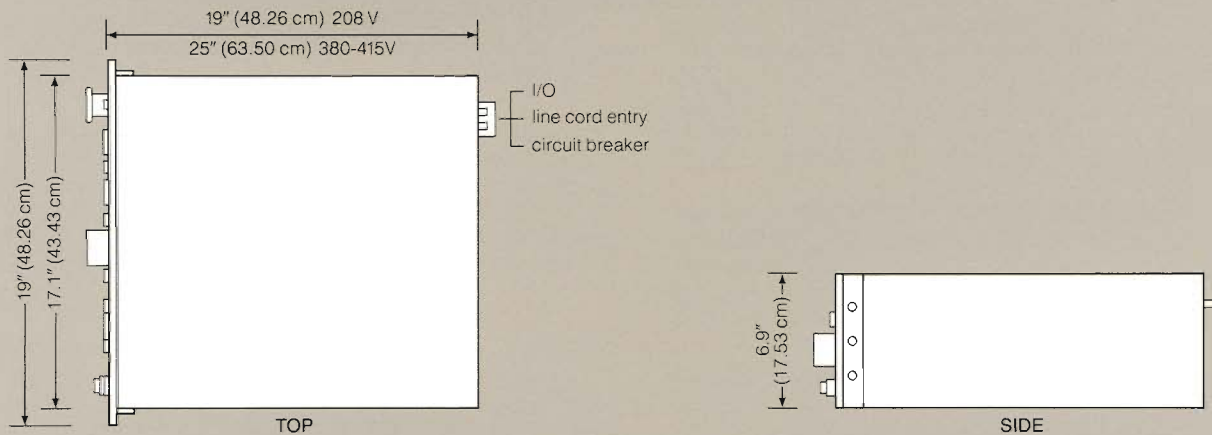 19" (48.26 cm) 208 V
25" (63.50 cm) 380-415V
I/O
line cord entry
circuit breaker
19" (48.26 cm)
17.1" (43.43 cm)
6.9"
(17.53 cm)
TOP
SIDE